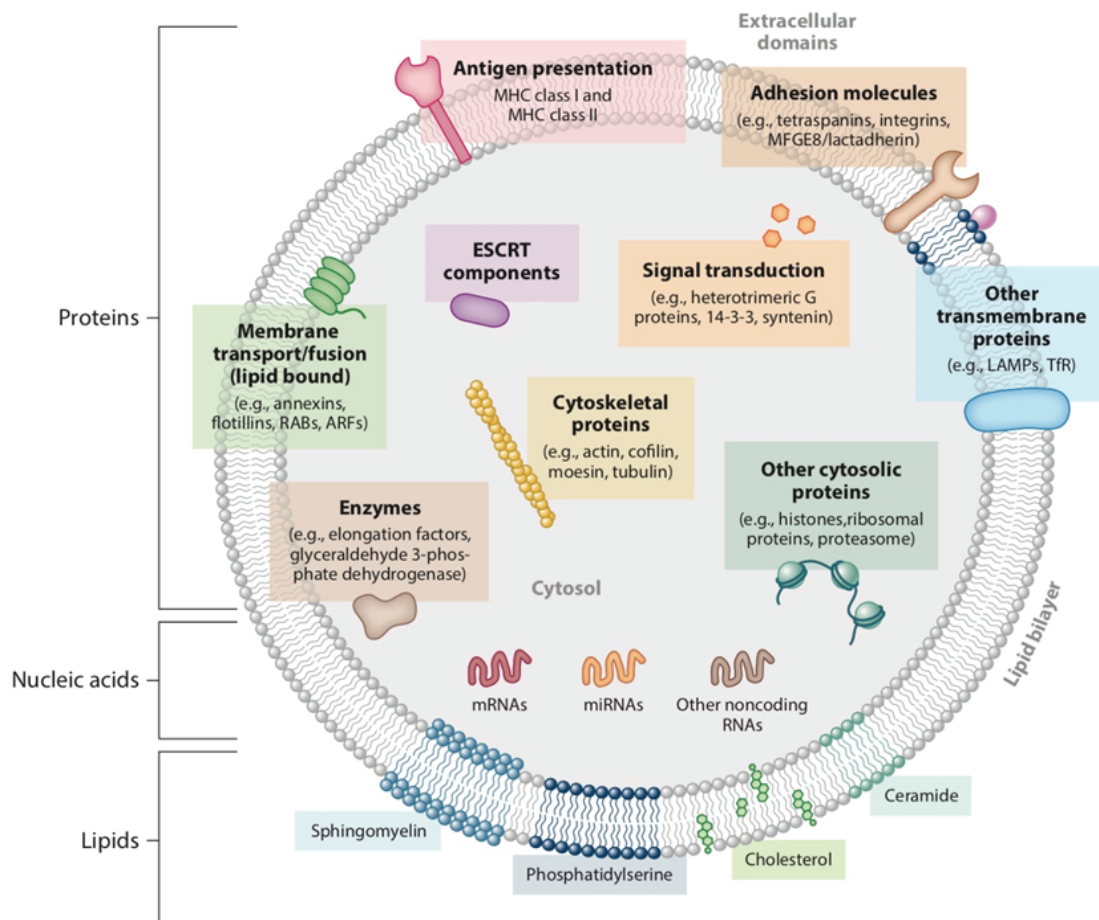 Extracellular
domains
Antigen presentation
MHC class I and
MHC class II
Adhesion molecules
(e.g., tetraspanins, integrins,
MFGE8/lactadherin)
ESCRT
components
Signal transduction
(e.g., heterotrimeric G
proteins, 14-3-3, syntenin)
Other
transmembrane
proteins
(e.g., LAMPs, TfR)
Proteins
Membrane
transport/fusion
(lipid bound)
(e.g., annexins,
flotillins, RABs, ARFs)
Cytoskeletal
proteins
(e.g., actin, cofilin,
moesin, tubulin)
Other cytosolic
proteins
(e.g., histones,ribosomal
proteins, proteasome)
Enzymes
(e.g., elongation factors,
glyceraldehyde 3-phos-
phate dehydrogenase)
Cytosol
Lipid bilayer
Nucleic acids
mRNAs
miRNAs
Other noncoding
RNAs
Lipids
Sphingomyelin
Phosphatidylserine
Cholesterol
Ceramide